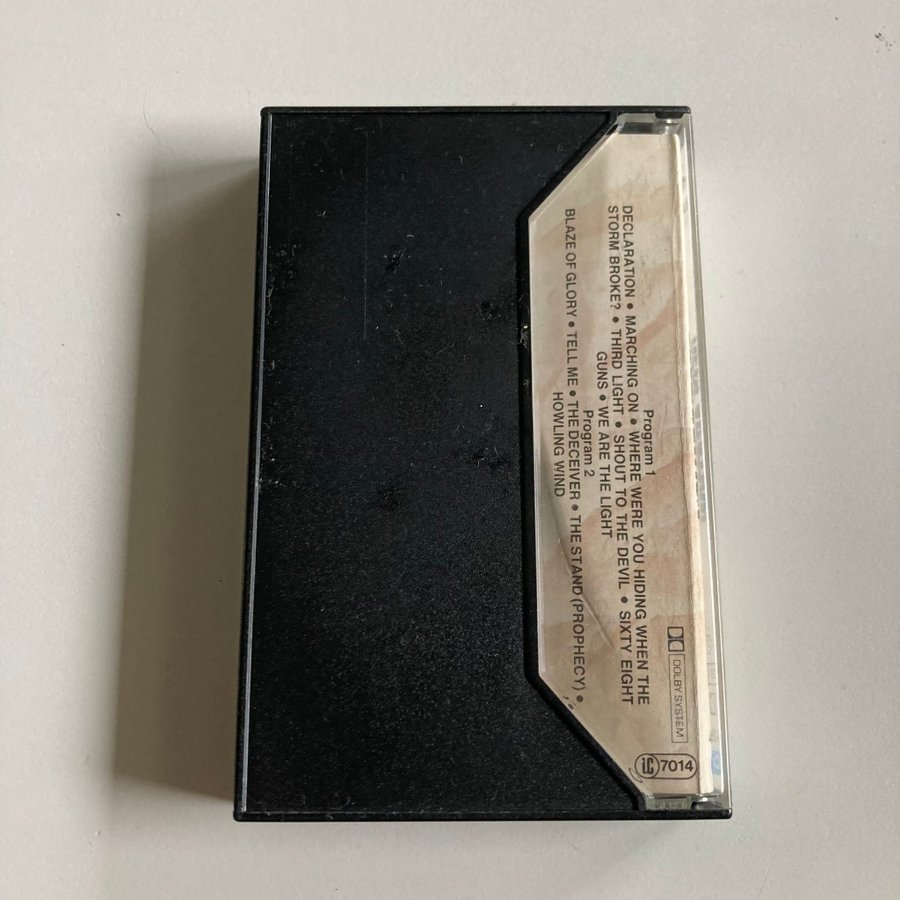 Program 1
DECLARATION • MARCHING ON • WHERE WERE YOU HIDING WHEN THE
STORM BROKE? • THIRD LIGHT • SHOUT TO THE DEVIL • SIXTY EIGHT
GUNS • WE ARE THE LIGHT
Program 2
BLAZE OF GLORY • TELL ME • THE DECEIVER • THE STAND (PROPHECY) •
HOWLING WIND
DOLBY SYSTEM
7014